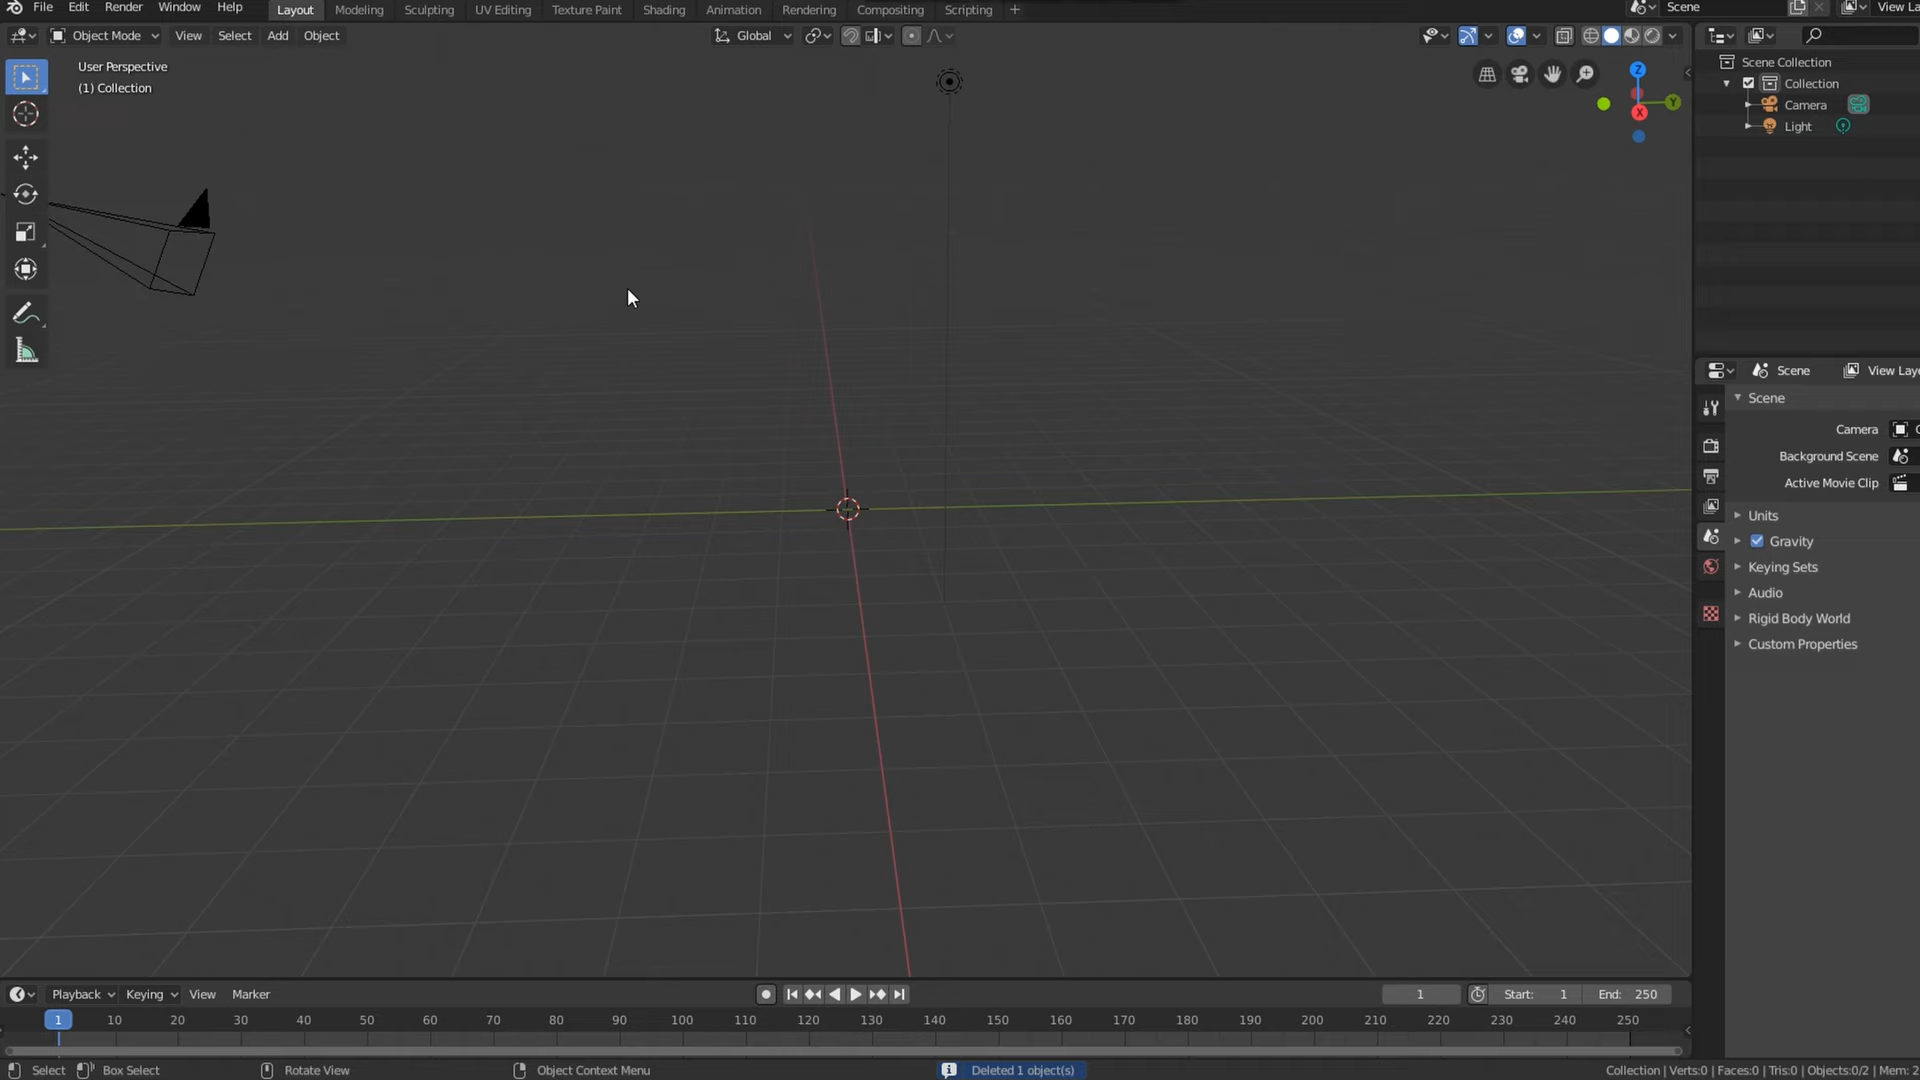 File Edit Render Window Help Layout Modeling Sculpting UV Editing Texture Paint Shading Animation Rendering Compositing Scripting + Scene View La
Object Mode View Select Add Object Global
User Perspective
(1) Collection
Z
Y
X
Scene Collection
Collection
Camera
Light
Scene View Laye
Scene
Camera C
Background Scene
Active Movie Clip
Units
Gravity
Keying Sets
Audio
Rigid Body World
Custom Properties
Playback Keying View Marker 1 Start: 1 End: 250
1 10 20 30 40 50 60 70 80 90 100 110 120 130 140 150 160 170 180 190 200 210 220 230 240 250
Select Box Select Rotate View Object Context Menu Deleted 1 object(s) Collection | Verts:0 | Faces:0 | Tris:0 | Objects:0/2 | Mem: 2